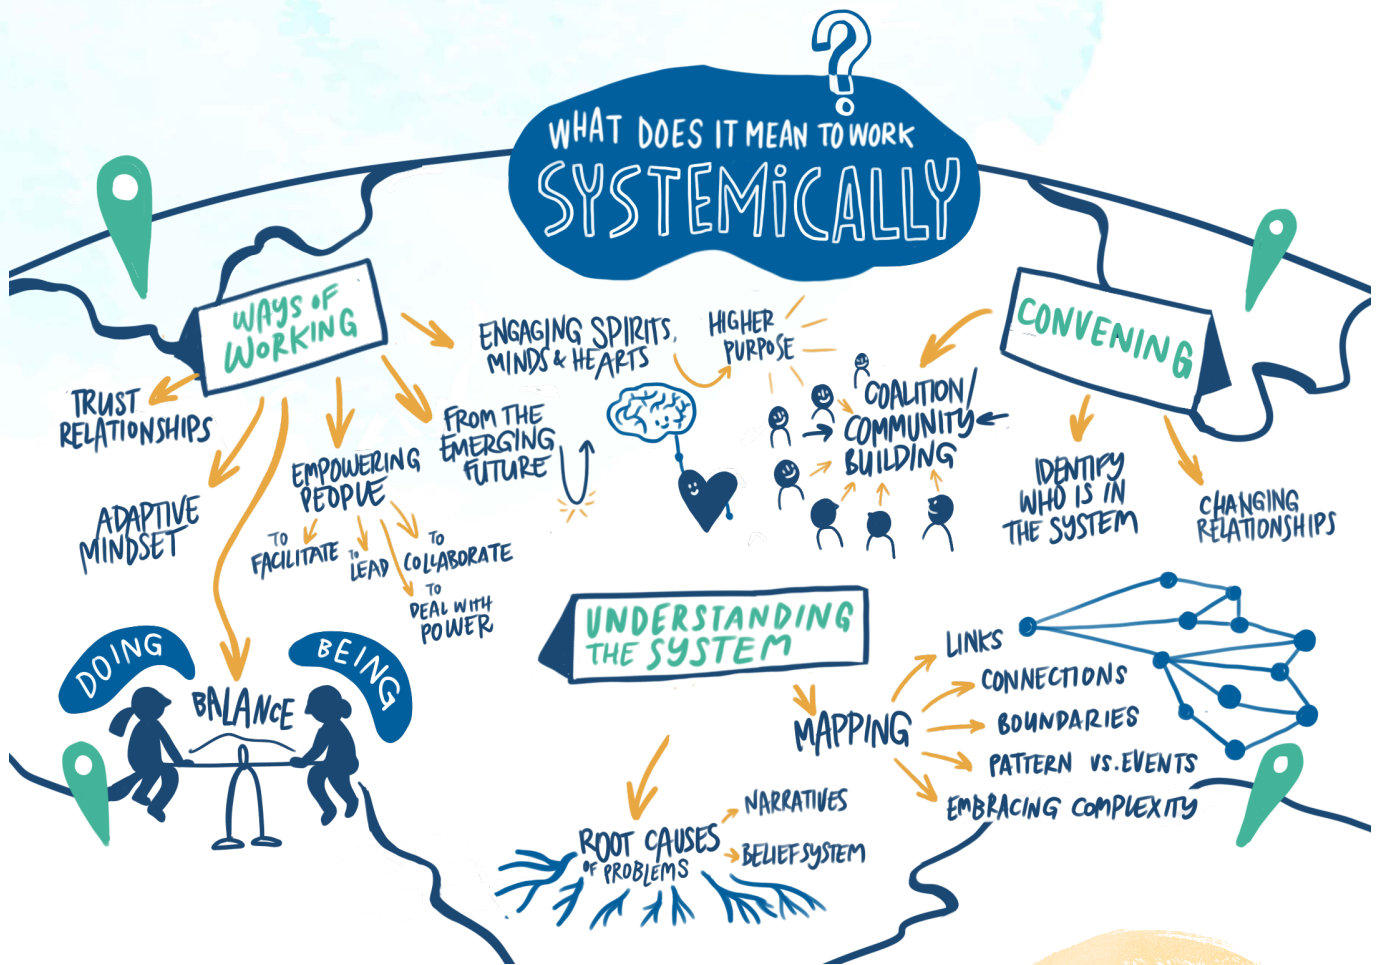 WHAT DOES IT MEAN TO WORK
SYSTEMiCALLY
?
WAYS OF
WORKING
TRUST
RELATIONSHIPS
ADAPTIVE
MINDSET
DOING
BEING
BALANCE
EMPOWERING
PEOPLE
TO
FACILITATE
TO
LEAD
TO
COLLABORATE
TO
DEAL WITH
POWER
FROM THE
EMERGING
FUTURE
ENGAGING SPIRITS,
MINDS & HEARTS
HIGHER
PURPOSE
CONVENING
COALITION/
COMMUNITY
BUILDING
IDENTIFY
WHO IS IN
THE SYSTEM
CHANGING
RELATIONSHIPS
UNDERSTANDING
THE SYSTEM
MAPPING
LINKS
CONNECTIONS
BOUNDARIES
PATTERN VS. EVENTS
EMBRACING COMPLEXITY
ROOT CAUSES
OF PROBLEMS
NARRATIVES
BELIEF SYSTEM